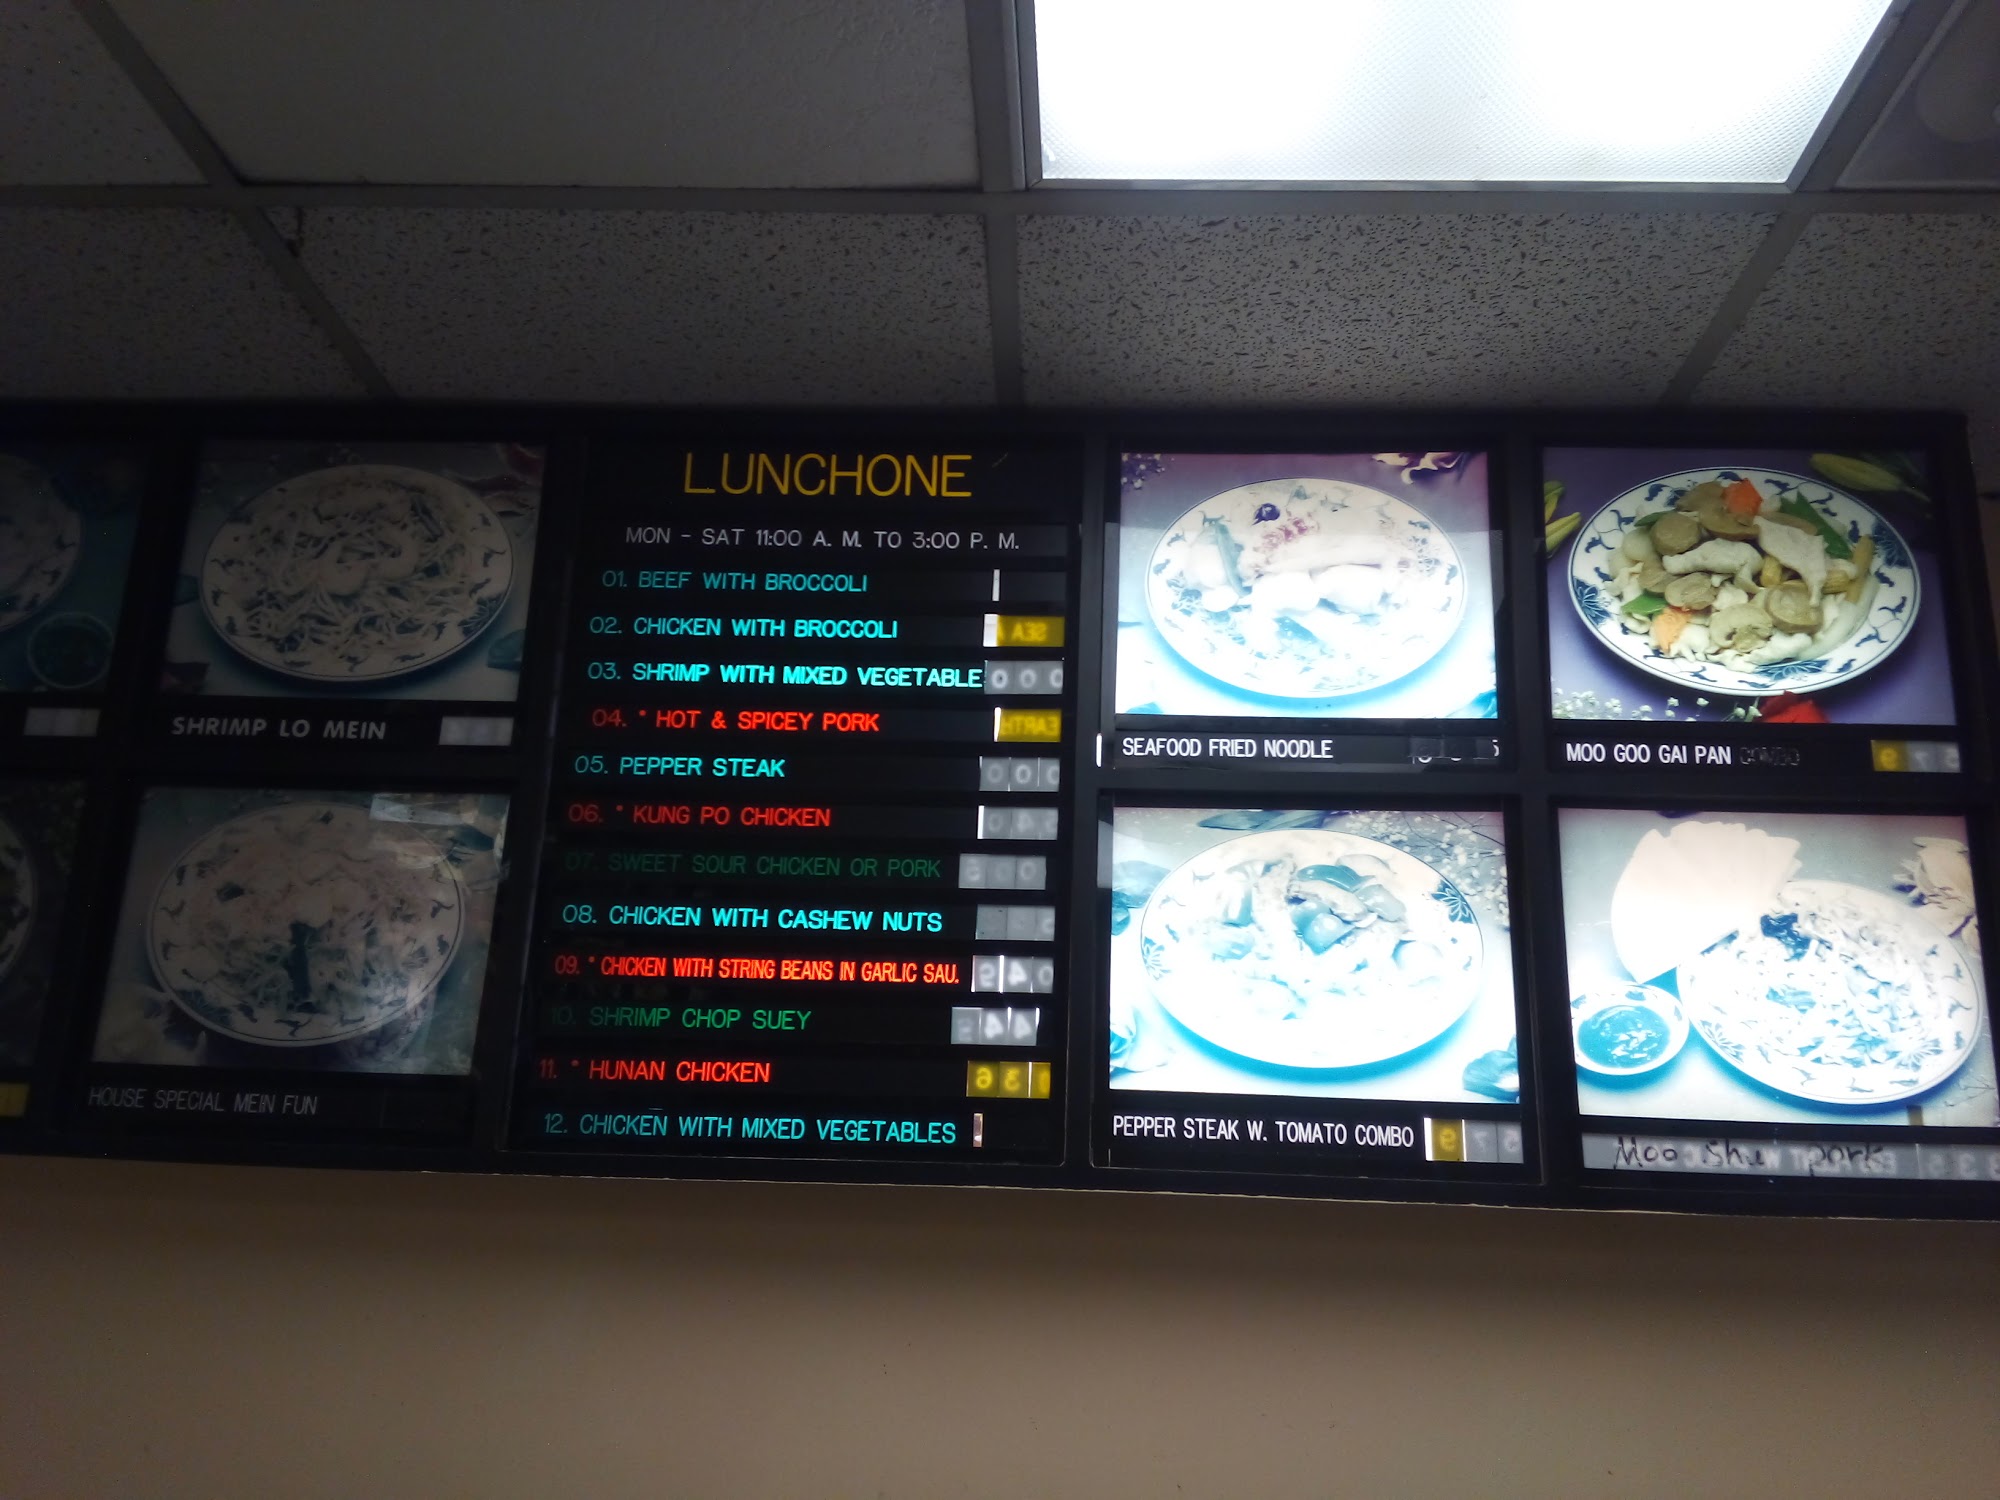 SHRIMP LO MEIN
HOUSE SPECIAL MEIN FUN
LUNCHONE
MON - SAT 11:00 A. M. TO 3:00 P. M.
01. BEEF WITH BROCCOLI
02. CHICKEN WITH BROCCOLI
03. SHRIMP WITH MIXED VEGETABLE
04. * HOT & SPICEY PORK
05. PEPPER STEAK
06. * KUNG PO CHICKEN
07. SWEET SOUR CHICKEN OR PORK
08. CHICKEN WITH CASHEW NUTS
09. * CHICKEN WITH STRING BEANS IN GARLIC SAU.
10. SHRIMP CHOP SUEY
11. * HUNAN CHICKEN
12. CHICKEN WITH MIXED VEGETABLES
SEAFOOD FRIED NOODLE
MOO GOO GAI PAN COMBO
PEPPER STEAK W. TOMATO COMBO
Moo Shu pork